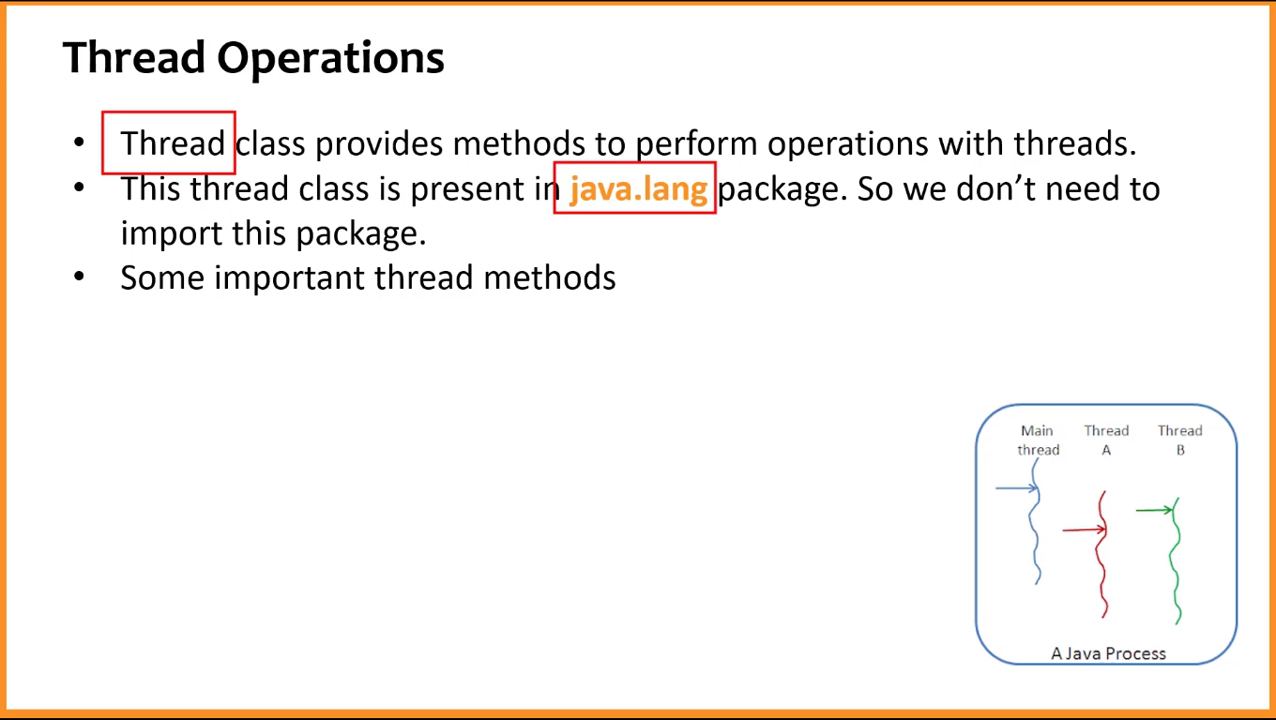 Thread Operations
• Thread class provides methods to perform operations with threads.
• This thread class is present in java.lang package. So we don’t need to
import this package.
• Some important thread methods
Main Thread Thread
thread A B
A Java Process